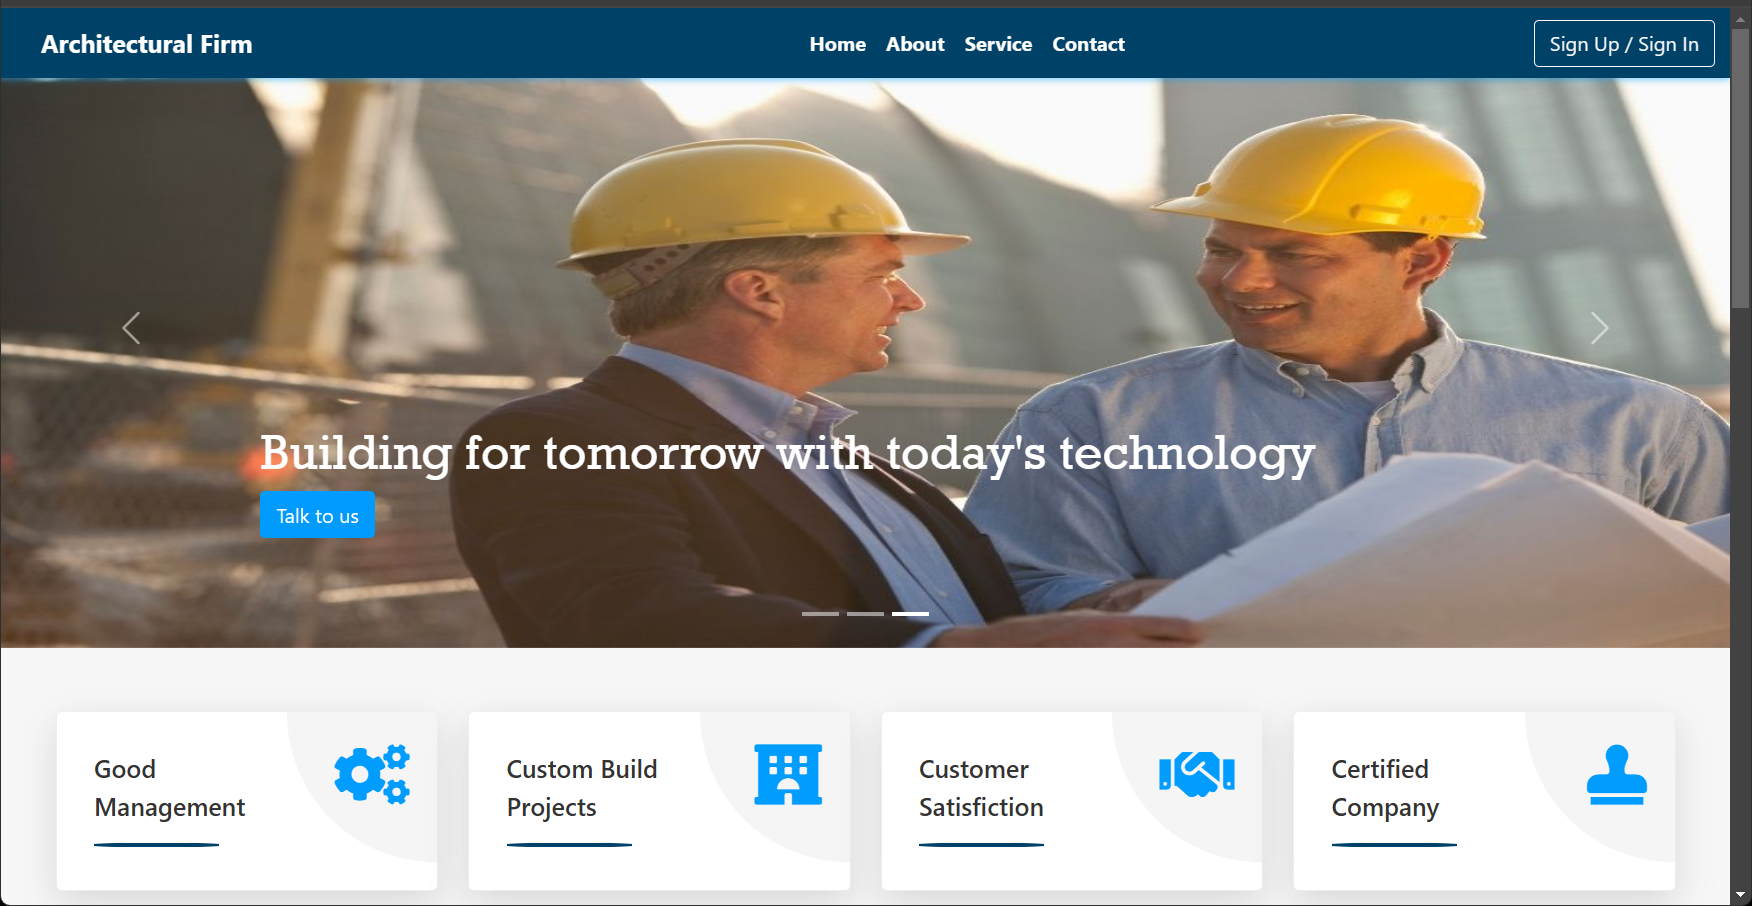 Architectural Firm
Home About Service Contact
Sign Up / Sign In
Building for tomorrow with today's technology
Talk to us
Good
Management
Custom Build
Projects
Customer
Satisfiction
Certified
Company